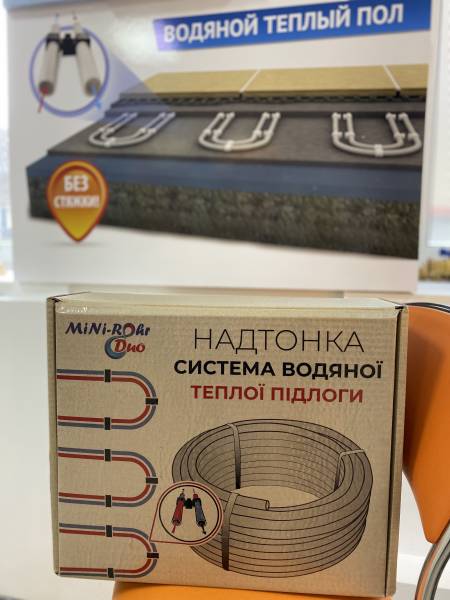 ВОДЯНОЙ ТЕПЛЫЙ ПОЛ
БЕЗ
СТЯЖКИ!
MiNi-ROhr
Duo
НАДТОНКА
СИСТЕМА ВОДЯНОЇ
ТЕПЛОЇ ПІДЛОГИ